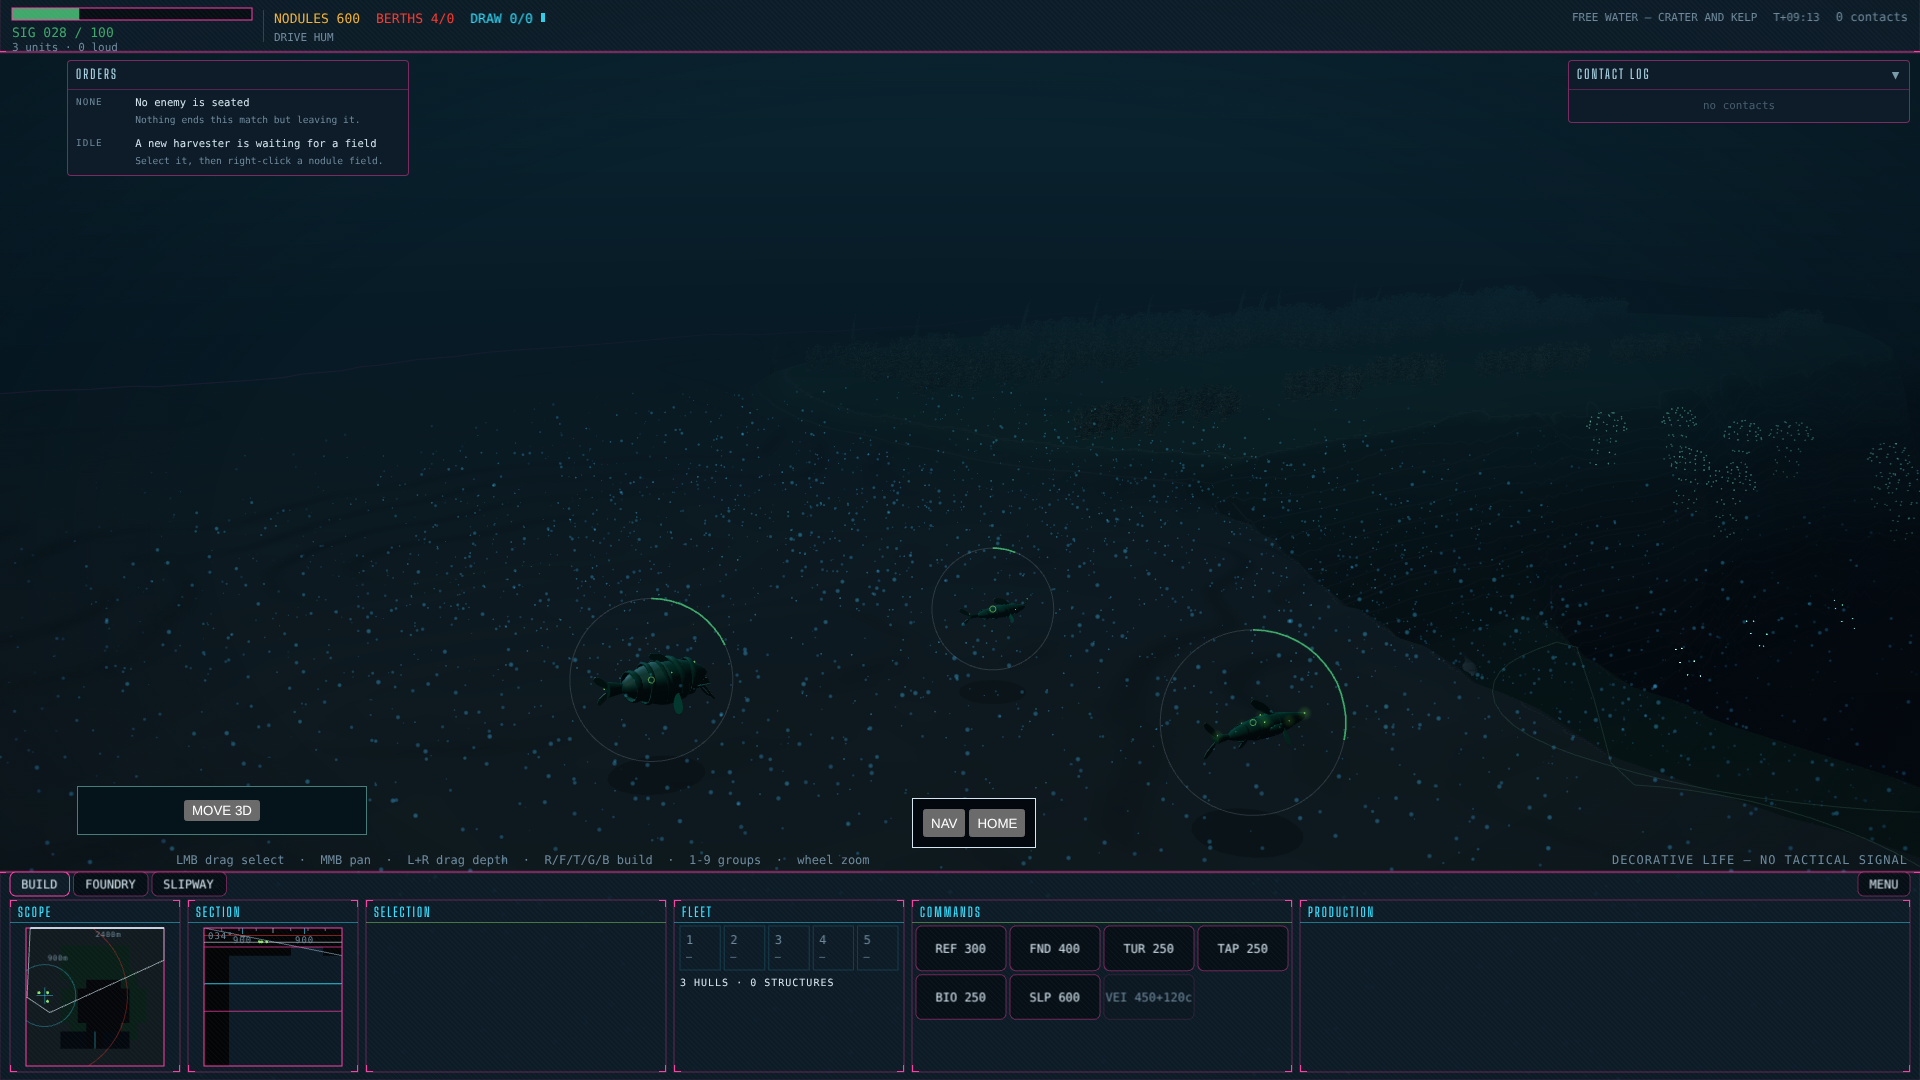 SIG 028 / 100
3 units · 0 loud
NODULES 600 BERTHS 4/0 DRAW 0/0
DRIVE HUM
FREE WATER — CRATER AND KELP T+09:13 0 contacts
ORDERS
NONE No enemy is seated
Nothing ends this match but leaving it.
IDLE A new harvester is waiting for a field
Select it, then right-click a nodule field.
CONTACT LOG ▼
no contacts
MOVE 3D
NAV HOME
LMB drag select · MMB pan · L+R drag depth · R/F/T/G/B build · 1-9 groups · wheel zoom
DECORATIVE LIFE — NO TACTICAL SIGNAL
BUILD FOUNDRY SLIPWAY
MENU
SCOPE
2400m
900m
SECTION
034°
900 900
SELECTION
FLEET
1 2 3 4 5
— — — — —
3 HULLS · 0 STRUCTURES
COMMANDS
REF 300 FND 400 TUR 250 TAP 250
BIO 250 SLP 600 VEI 450+120c
PRODUCTION